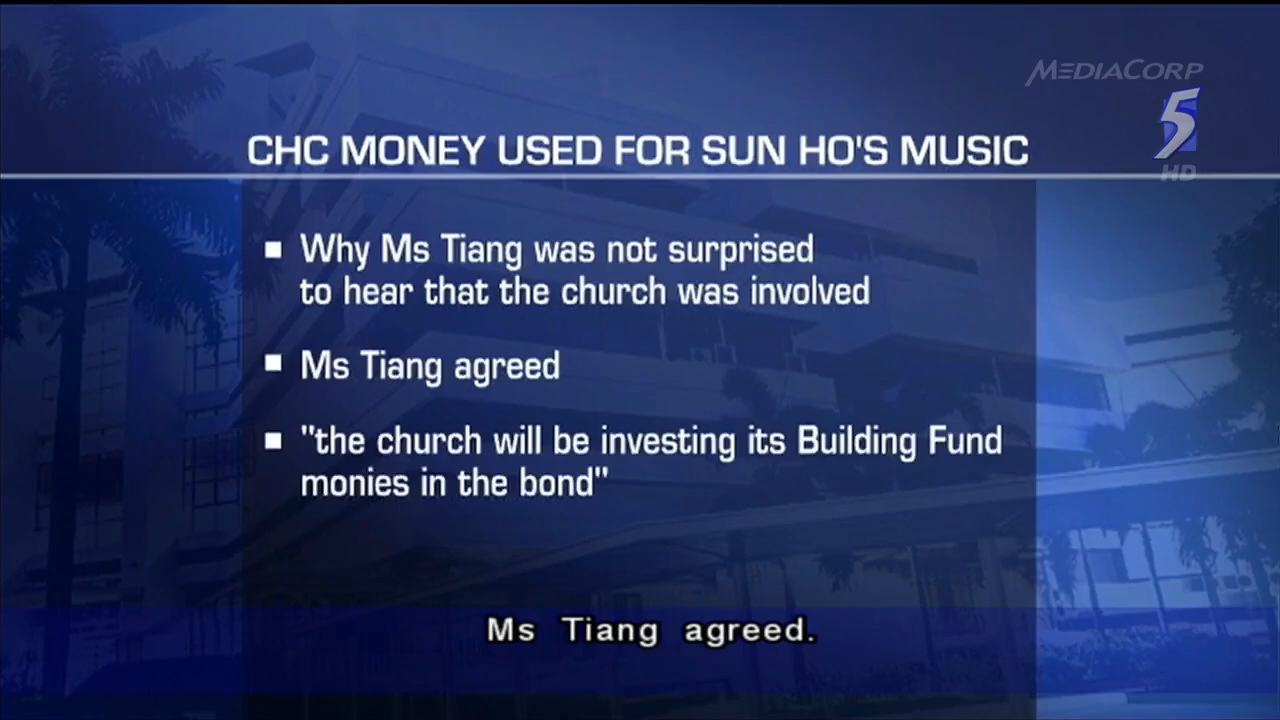 MEDIACORP
5
HD
CHC MONEY USED FOR SUN HO'S MUSIC
Why Ms Tiang was not surprised
to hear that the church was involved
Ms Tiang agreed
"the church will be investing its Building Fund
monies in the bond"
Ms Tiang agreed.